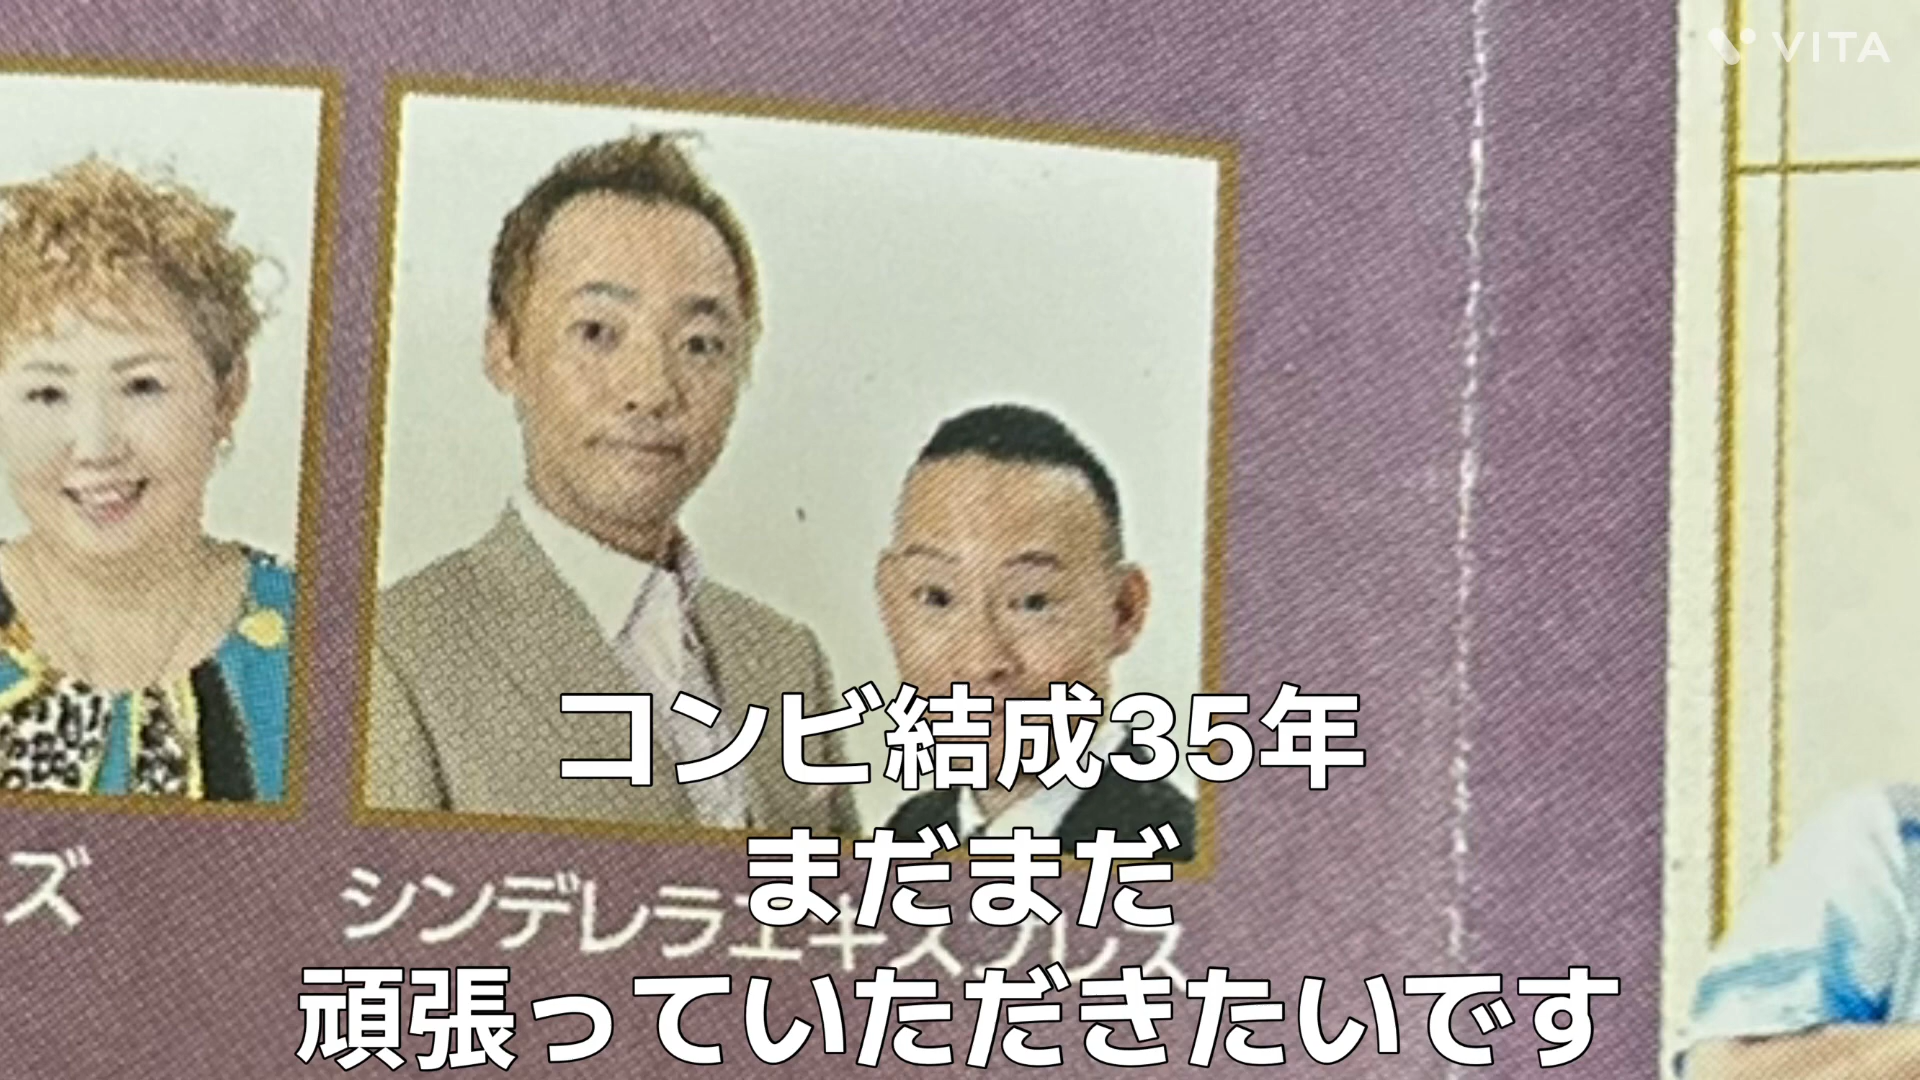 VITA
ズ
シンデレラエキスプレス
コンビ結成35年
まだまだ
頑張っていただきたいです